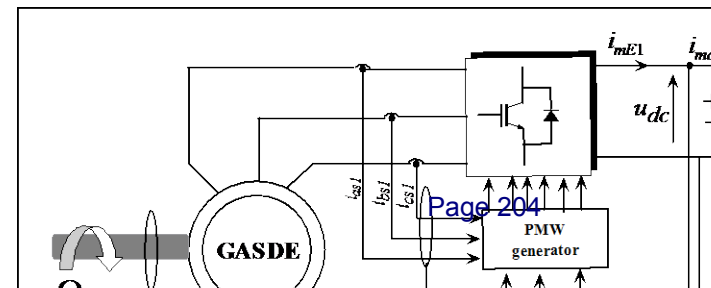 i_mE1
u_dc
i_as1
i_bs1
i_cs1
Page 204
PMW
generator
GASDE